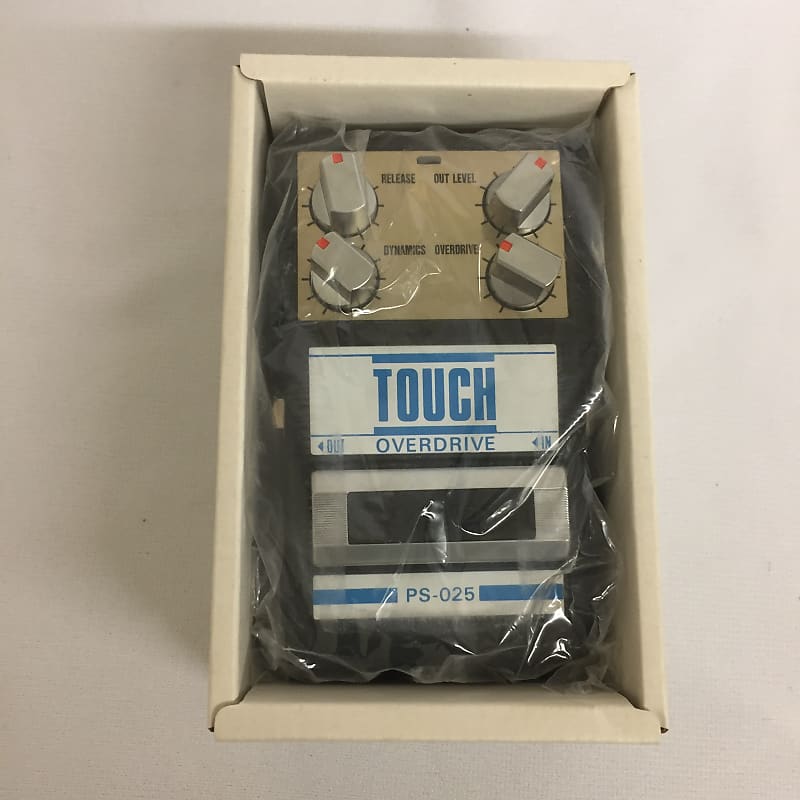 RELEASE OUT LEVEL
DYNAMICS OVERDRIVE
TOUCH
◀OUT OVERDRIVE ◀IN
PS-025